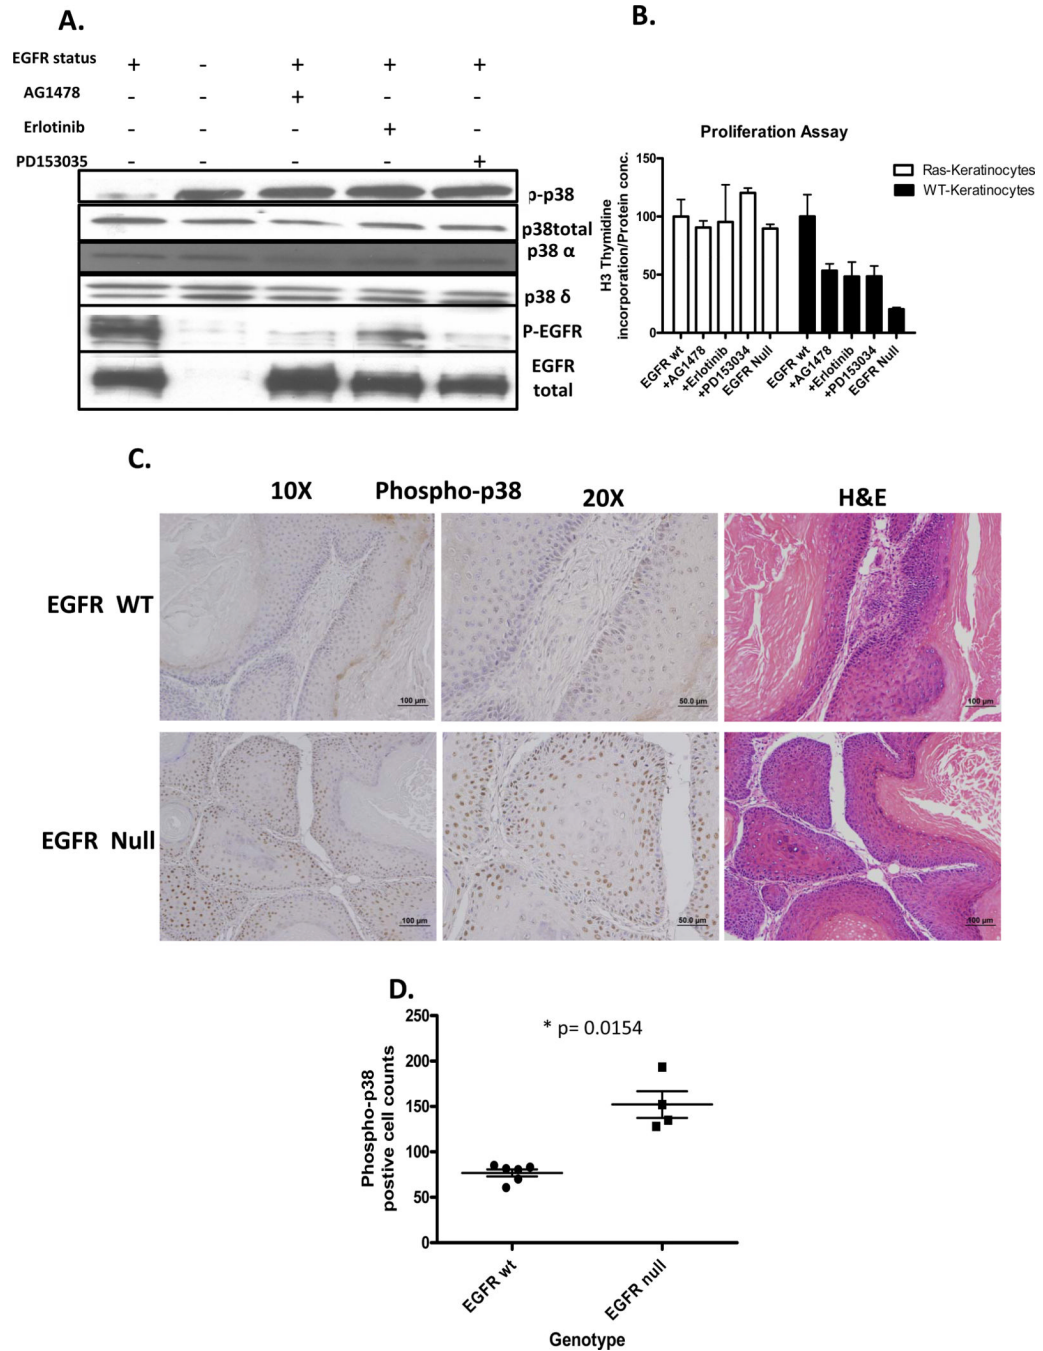 A.
EGFR status + - + + +
AG1478 - - + - -
Erlotinib - - - + -
PD153035 - - - - +
p-p38
p38total
p38 α
p38 δ
P-EGFR
EGFR
total
B.
Proliferation Assay
H3 Thymidine
incorporation/Protein conc.
150
100
50
0
EGFR wt
+AG1478
+Erlotinib
+PD153034
EGFR Null
EGFR wt
+AG1478
+Erlotinib
+PD153034
EGFR Null
Ras-Keratinocytes
WT-Keratinocytes
C.
10X Phospho-p38 20X H&E
EGFR WT
100 μm
50.0 μm
100 μm
EGFR Null
100 μm
50.0 μm
100 μm
D.
* p= 0.0154
Phospho-p38
postive cell counts
250
200
150
100
50
0
EGFR wt
EGFR null
Genotype